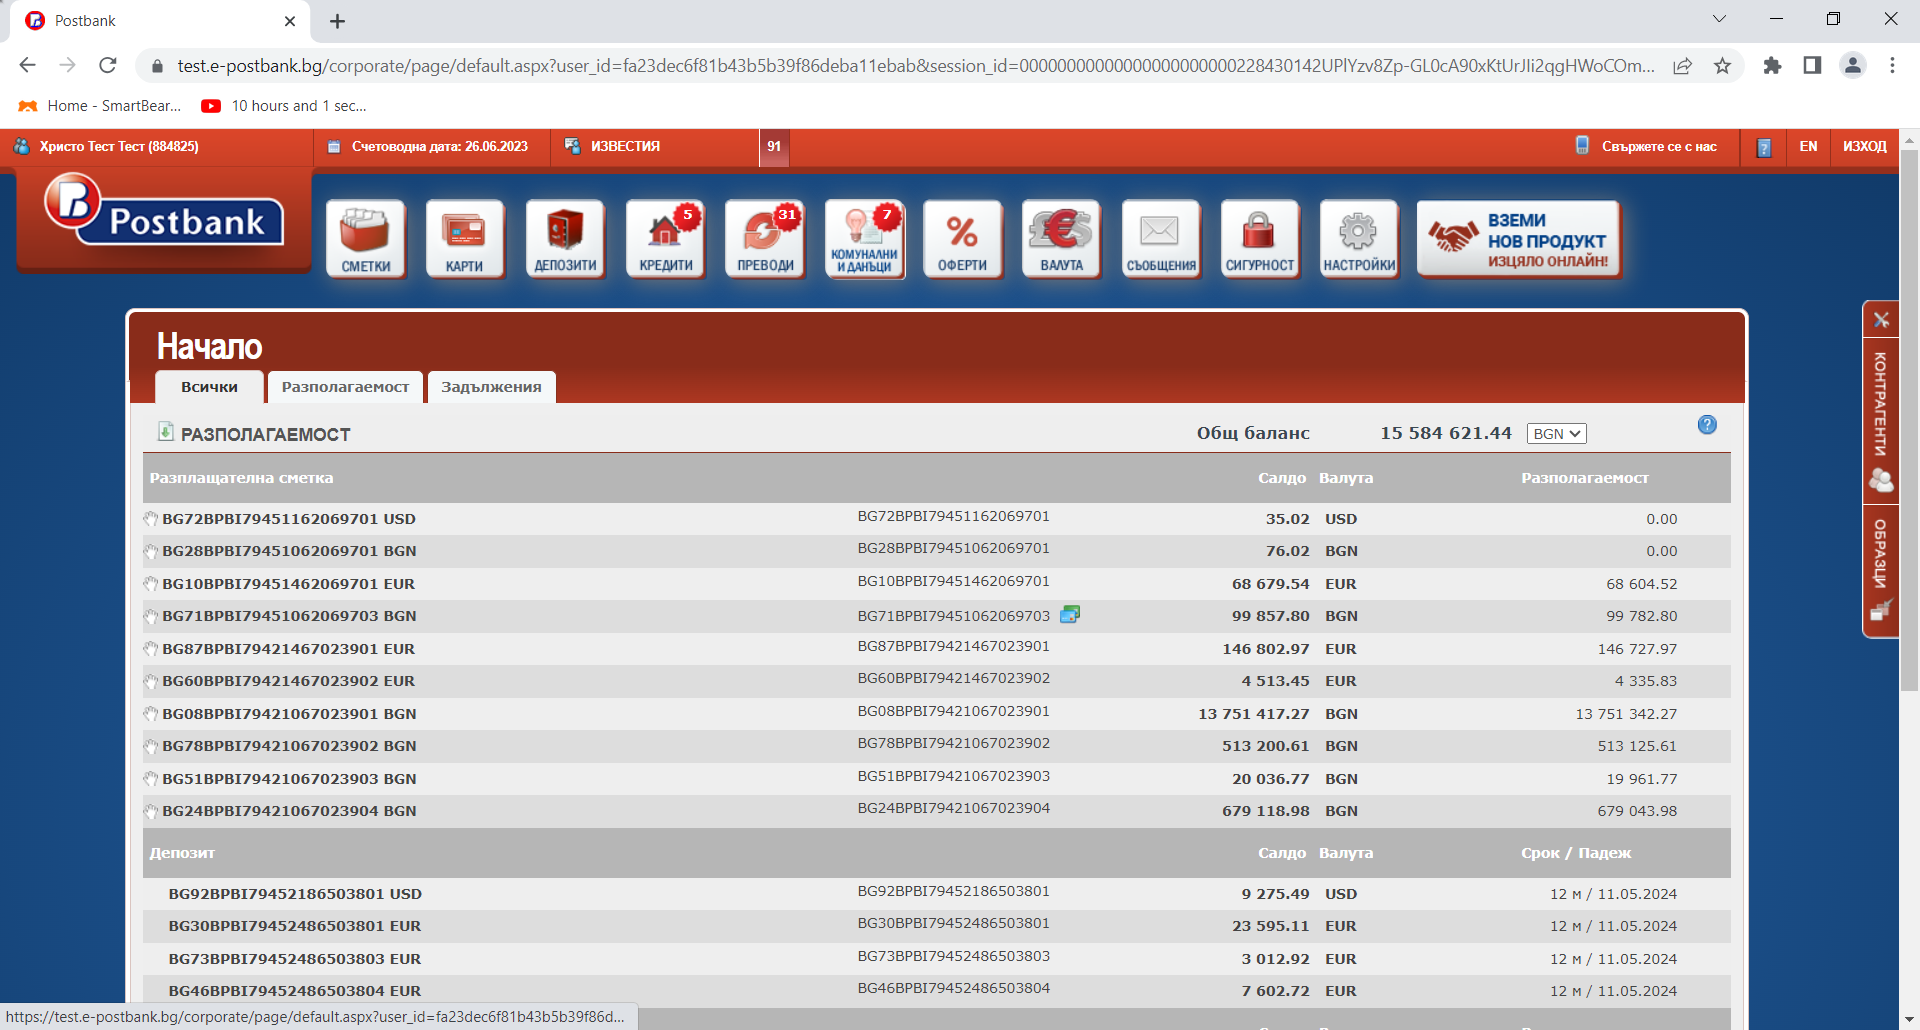 Postbank
test.e-postbank.bg/corporate/page/default.aspx?user_id=fa23dec6f81b43b5b39f86deba11ebab&session_id=0000000000000000000000228430142UPlYzv8Zp-GL0cA90xKtUrJIi2qgHWoCOm...
Home - SmartBear... 10 hours and 1 sec...
Христо Тест Тест (884825) Счетоводна дата: 26.06.2023 ИЗВЕСТИЯ 91 Свържете се с нас EN ИЗХОД
Postbank
СМЕТКИ
КАРТИ
ДЕПОЗИТИ
5
КРЕДИТИ
31
ПРЕВОДИ
7
КОМУНАЛНИ
И ДАНЪЦИ
ОФЕРТИ
ВАЛУТА
СЪОБЩЕНИЯ
СИГУРНОСТ
НАСТРОЙКИ
ВЗЕМИ
НОВ ПРОДУКТ
ИЗЦЯЛО ОНЛАЙН!
Начало
Всички Разполагаемост Задължения
РАЗПОЛАГАЕМОСТ Общ баланс 15 584 621.44 BGN
Разплащателна сметка Салдо Валута Разполагаемост
BG72BPBI79451162069701 USD BG72BPBI79451162069701 35.02 USD 0.00
BG28BPBI79451062069701 BGN BG28BPBI79451062069701 76.02 BGN 0.00
BG10BPBI79451462069701 EUR BG10BPBI79451462069701 68 679.54 EUR 68 604.52
BG71BPBI79451062069703 BGN BG71BPBI79451062069703 99 857.80 BGN 99 782.80
BG87BPBI79421467023901 EUR BG87BPBI79421467023901 146 802.97 EUR 146 727.97
BG60BPBI79421467023902 EUR BG60BPBI79421467023902 4 513.45 EUR 4 335.83
BG08BPBI79421067023901 BGN BG08BPBI79421067023901 13 751 417.27 BGN 13 751 342.27
BG78BPBI79421067023902 BGN BG78BPBI79421067023902 513 200.61 BGN 513 125.61
BG51BPBI79421067023903 BGN BG51BPBI79421067023903 20 036.77 BGN 19 961.77
BG24BPBI79421067023904 BGN BG24BPBI79421067023904 679 118.98 BGN 679 043.98
Депозит Салдо Валута Срок / Падеж
BG92BPBI79452186503801 USD BG92BPBI79452186503801 9 275.49 USD 12 м / 11.05.2024
BG30BPBI79452486503801 EUR BG30BPBI79452486503801 23 595.11 EUR 12 м / 11.05.2024
BG73BPBI79452486503803 EUR BG73BPBI79452486503803 3 012.92 EUR 12 м / 11.05.2024
BG46BPBI79452486503804 EUR BG46BPBI79452486503804 7 602.72 EUR 12 м / 11.05.2024
КОНТРАГЕНТИ
ОБРАЗЦИ
https://test.e-postbank.bg/corporate/page/default.aspx?user_id=fa23dec6f81b43b5b39f86d...